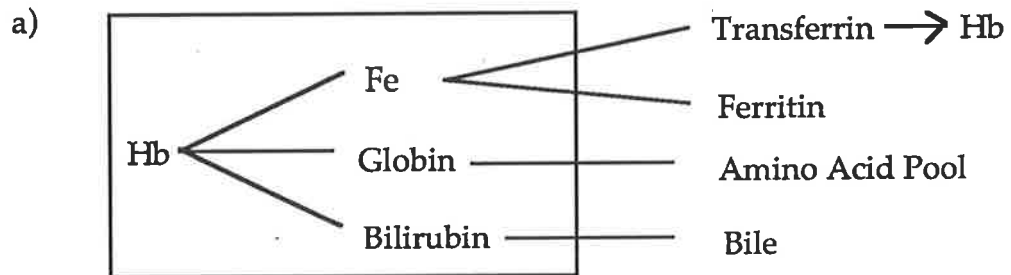 a)
Transferrin → Hb
Fe
Ferritin
Hb
Globin
Amino Acid Pool
Bilirubin
Bile